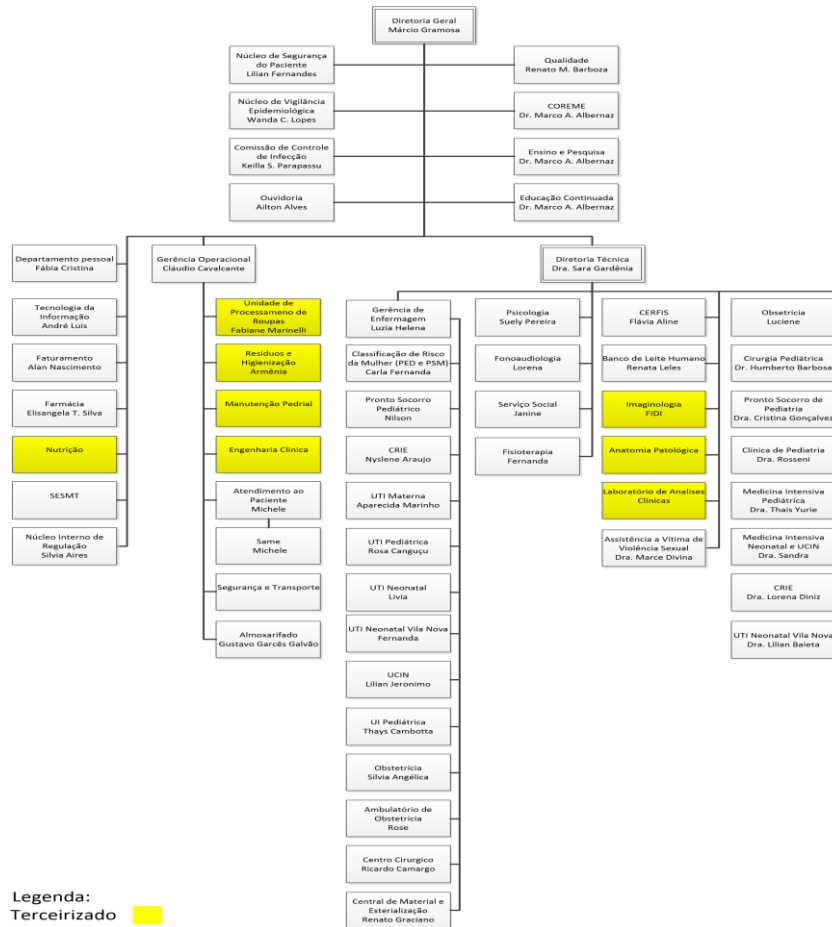 Diretoria Geral
Márcio Gramosa
Núcleo de Segurança
do Paciente
Lílian Fernandes
Qualidade
Renato M. Barboza
Núcleo de Vigilância
Epidemiológica
Wanda C. Lopes
COREME
Dr. Marco A. Albernaz
Comissão de Controle
de Infecção
Keilla S. Parapassu
Ensino e Pesquisa
Dr. Marco A. Albernaz
Ouvidoria
Ailton Alves
Educação Continuada
Dr. Marco A. Albernaz
Departamento pessoal
Fábia Cristina
Tecnologia da
Informação
André Luis
Faturamento
Alan Nascimento
Farmácia
Elisangela T. Silva
Nutrição
SESMT
Núcleo Interno de
Regulação
Silvia Aires
Gerência Operacional
Cláudio Cavalcante
Unidade de
Processameno de
Roupas
Fabiane Marinelli
Resíduos e
Higienização
Armênia
Manutenção Pedrial
Engenharia Clínica
Atendimento ao
Paciente
Michele
Same
Michele
Segurança e Transporte
Almoxarifado
Gustavo Garcês Galvão
Diretoria Técnica
Dra. Sara Gardênia
Gerência de
Enfermagem
Luzia Helena
Classificação de Risco
da Mulher (PED e PSM)
Carla Fernanda
Pronto Socorro
Pediátrico
Nilson
CRIE
Nyslene Araujo
UTI Materna
Aparecida Marinho
UTI Pediátrica
Rosa Canguçu
UTI Neonatal
Livia
UTI Neonatal Vila Nova
Fernanda
UCIN
Lilian Jeronimo
UI Pediátrica
Thays Cambotta
Obstetrícia
Silvia Angélica
Ambulatório de
Obstetrícia
Rose
Centro Cirurgico
Ricardo Camargo
Central de Material e
Esterialização
Renato Graciano
Psicologia
Suely Pereira
Fonoaudiologia
Lorena
Serviço Social
Janine
Fisioterapia
Fernanda
CERFIS
Flávia Aline
Banco de Leite Humano
Renata Leles
Imaginologia
FIDI
Anatomia Patológica
Laboratório de Analises
Clínicas
Assistência a Vítima de
Violência Sexual
Dra. Marce Divina
Obsetricia
Luciene
Cirurgia Pediátrica
Dr. Humberto Barbosa
Pronto Socorro de
Pediatria
Dra. Cristina Gonçalvez
Clínica de Pediatria
Dra. Rosseni
Medicina Intensiva
Pediátrica
Dra. Thais Yurie
Medicina Intensiva
Neonatal e UCIN
Dra. Sandra
CRIE
Dra. Lorena Diniz
UTI Neonatal Vila Nova
Dra. Lilian Baieta
Legenda:
Terceirizado